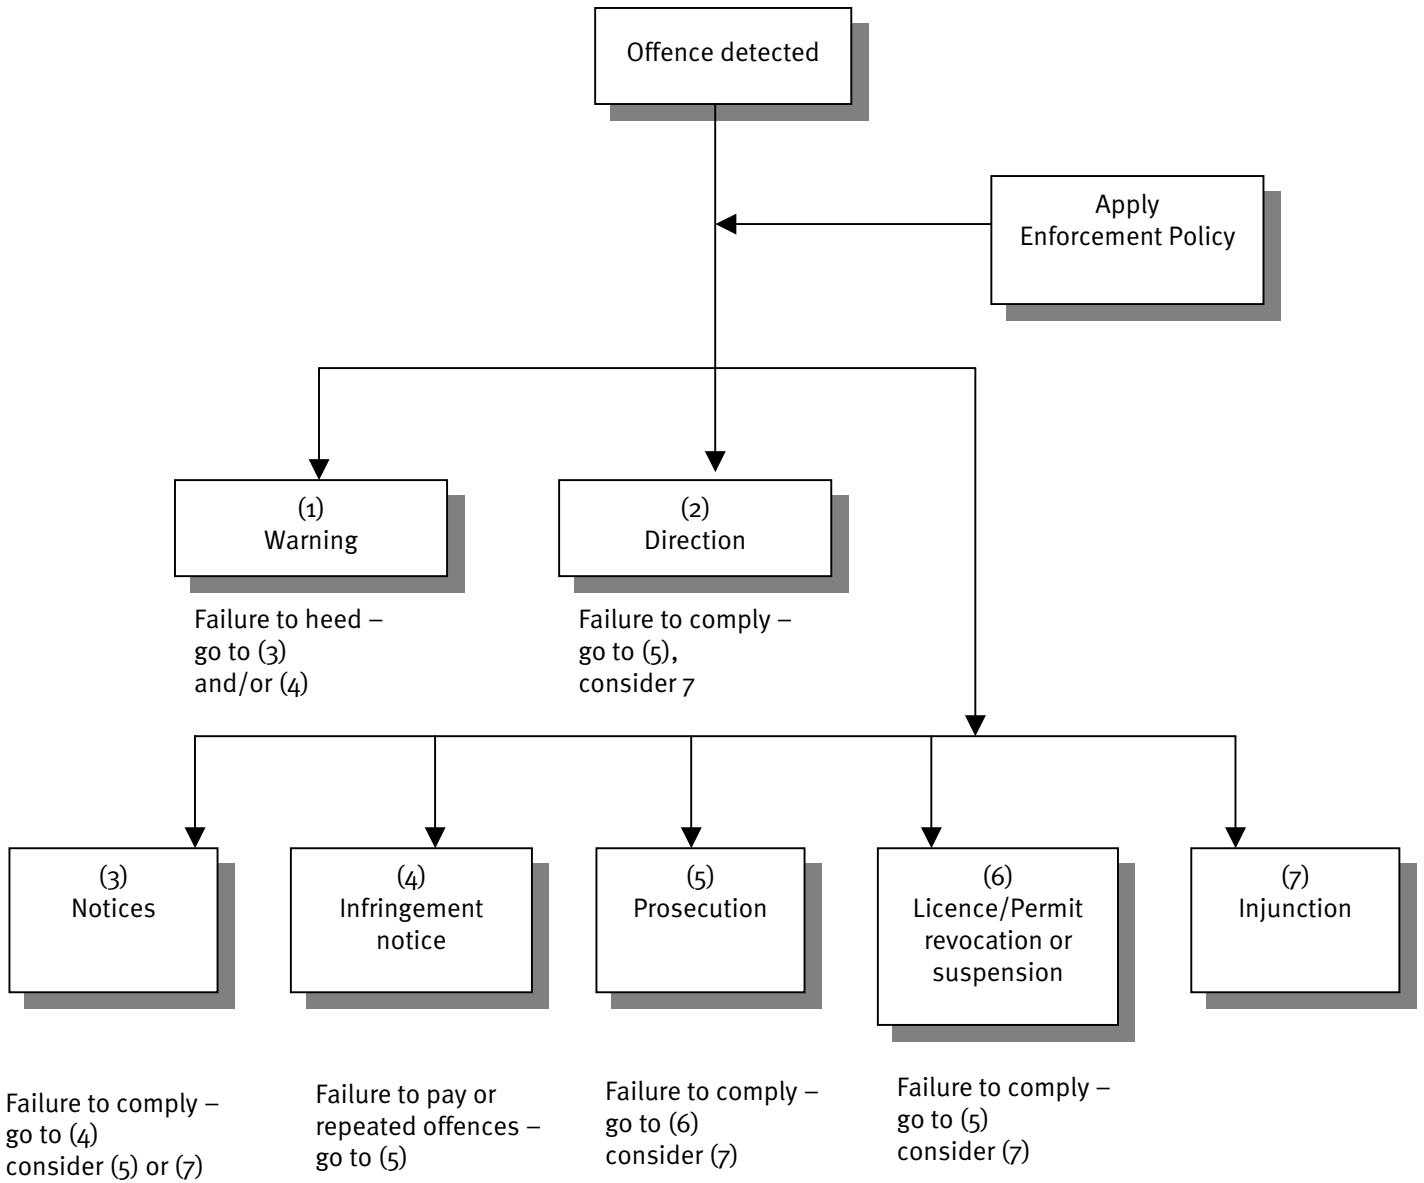 Offence detected
Apply
Enforcement Policy
(1)
Warning
(2)
Direction
Failure to heed –
go to (3)
and/or (4)
Failure to comply –
go to (5),
consider 7
(3)
Notices
(4)
Infringement
notice
(5)
Prosecution
(6)
Licence/Permit
revocation or
suspension
(7)
Injunction
Failure to comply –
go to (4)
consider (5) or (7)
Failure to pay or
repeated offences –
go to (5)
Failure to comply –
go to (6)
consider (7)
Failure to comply –
go to (5)
consider (7)